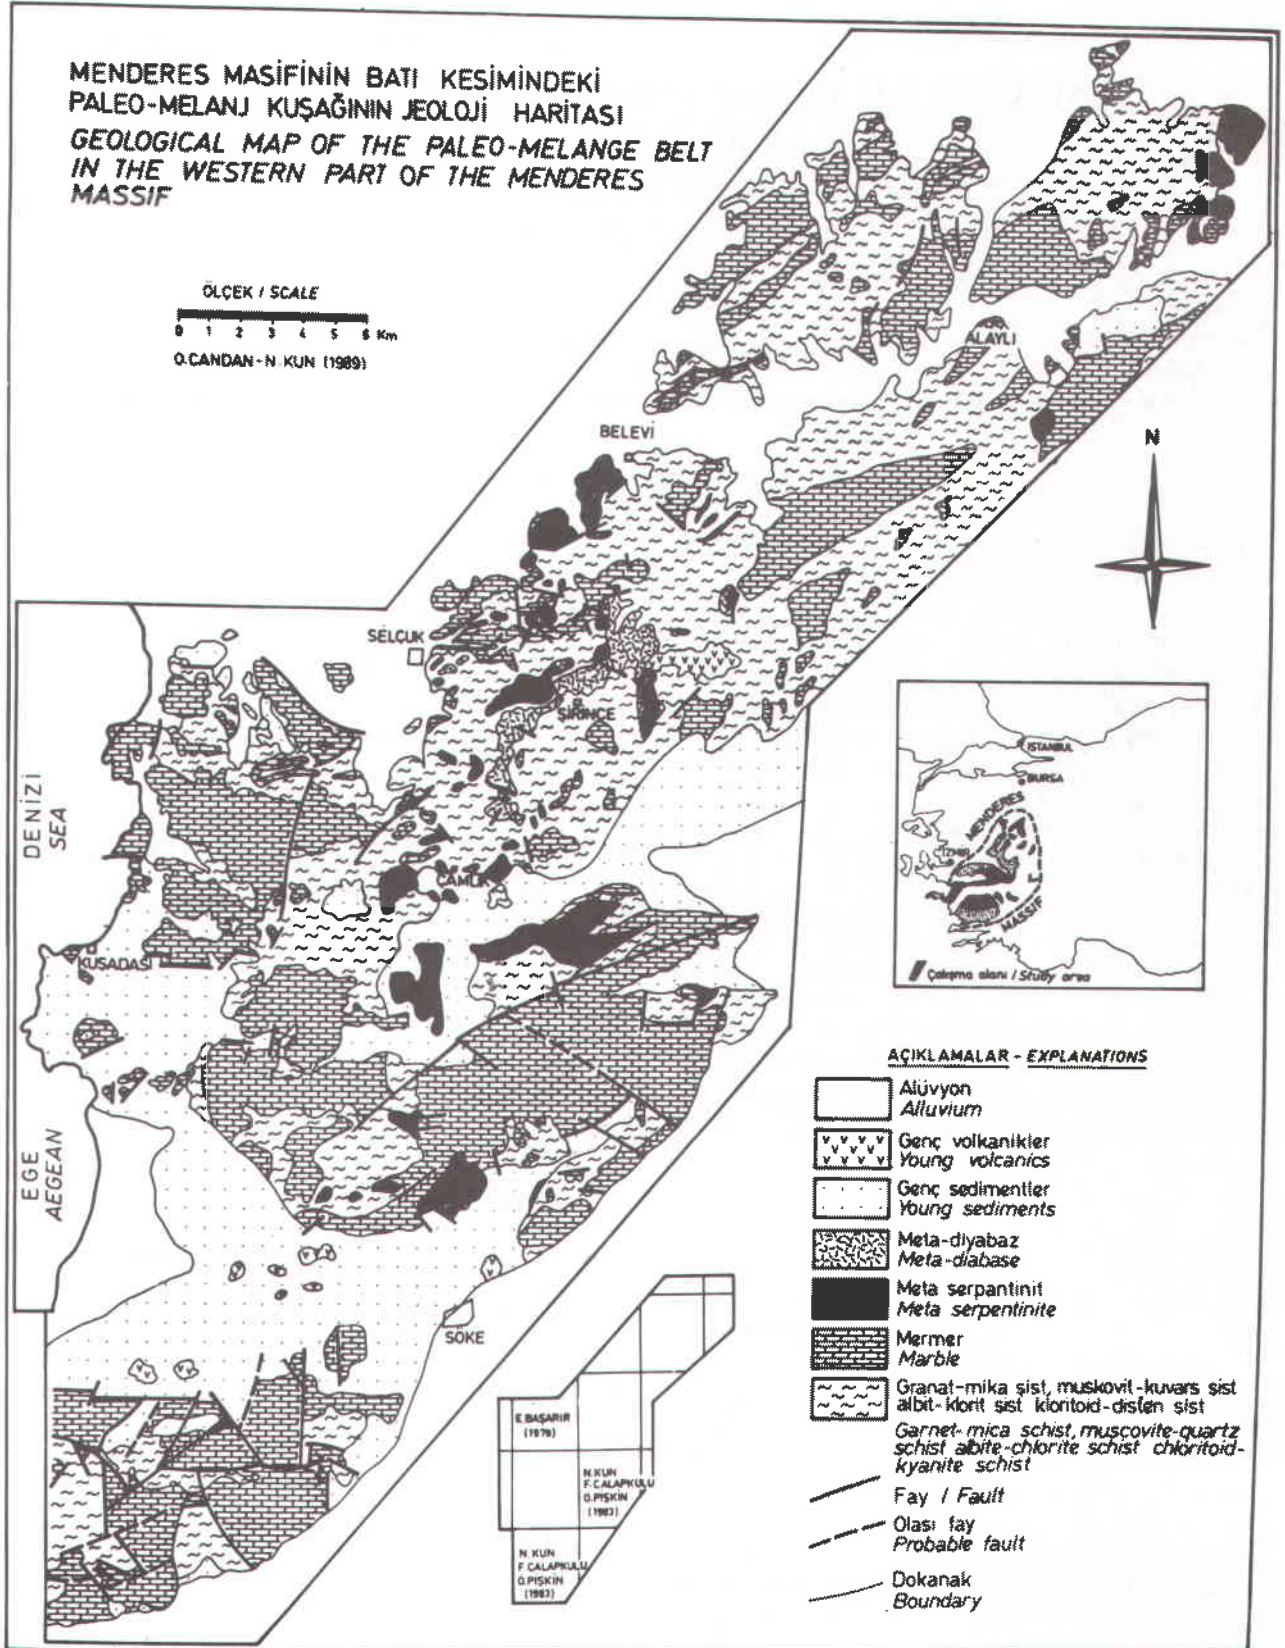 MENDERES MASİFİNİN BATI KESİMİNDEKİ
PALEO-MELANJ KUŞAĞININ JEOLOJİ HARİTASI
GEOLOGICAL MAP OF THE PALEO-MELANGE BELT
IN THE WESTERN PART OF THE MENDERES
MASSIF
ÖLÇEK / SCALE
0 1 2 3 4 5 6 Km
O.CANDAN-N.KUN (1989)
ALAYLI
BELEVİ
N
SELÇUK
ŞİRİNCE
DENİZİ
SEA
ÇAMLIK
KUŞADASI
EGE
AEGEAN
SÖKE
İSTANBUL
BURSA
MENDERES
İZMİR
MASSIF
Çalışma alanı / Study area
AÇIKLAMALAR - EXPLANATIONS
Alüvyon
Alluvium
Genç volkanikler
Young volcanics
Genç sedimentler
Young sediments
Meta-diyabaz
Meta-diabase
Meta serpantinit
Meta serpentinite
Mermer
Marble
Granat-mika şist, muskovit-kuvars şist
albit-klorit şist kloritoid-disten şist
Garnet-mica schist, muscovite-quartz
schist albite-chlorite schist chloritoid-
kyanite schist
Fay / Fault
Olası fay
Probable fault
Dokanak
Boundary
E.BAŞARIR
(1970)
N.KUN
F.ÇALAPKULU
Ö.PİŞKİN
(1983)
N.KUN
F.ÇALAPKULU
Ö.PİŞKİN
(1983)